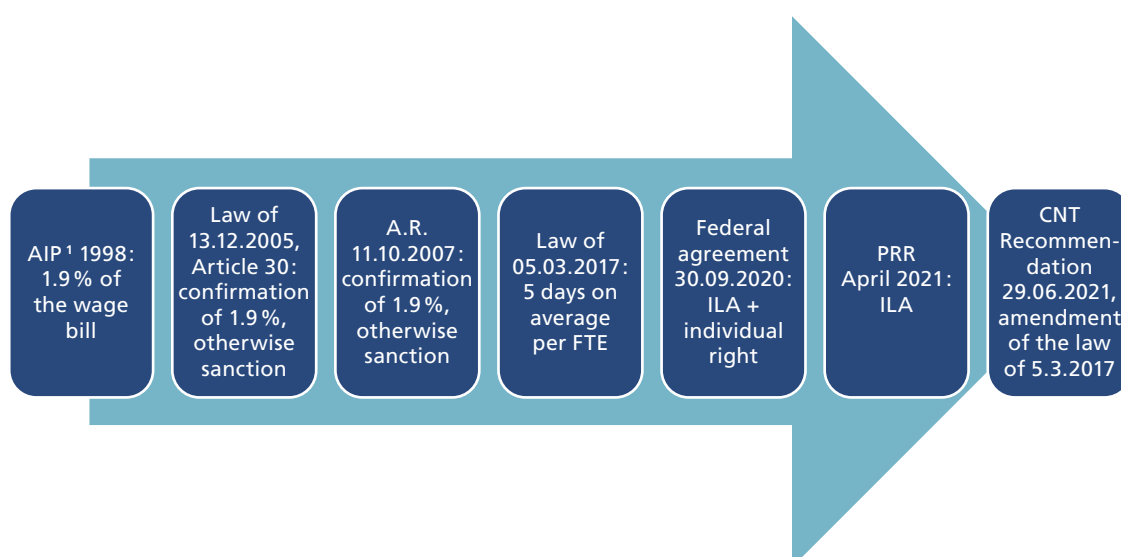 AIP ¹ 1998 :
1.9 % of
the wage
bill
Law of
13.12.2005,
Article 30 :
confirmation
of 1.9 %,
otherwise
sanction
A.R.
11.10.2007 :
confirmation
of 1.9 %,
otherwise
sanction
Law of
05.03.2017 :
5 days on
average
per FTE
Federal
agreement
30.09.2020 :
ILA +
individual
right
PRR
April 2021 :
ILA
CNT
Recommen-
dation
29.06.2021,
amendment
of the law
of 5.3.2017